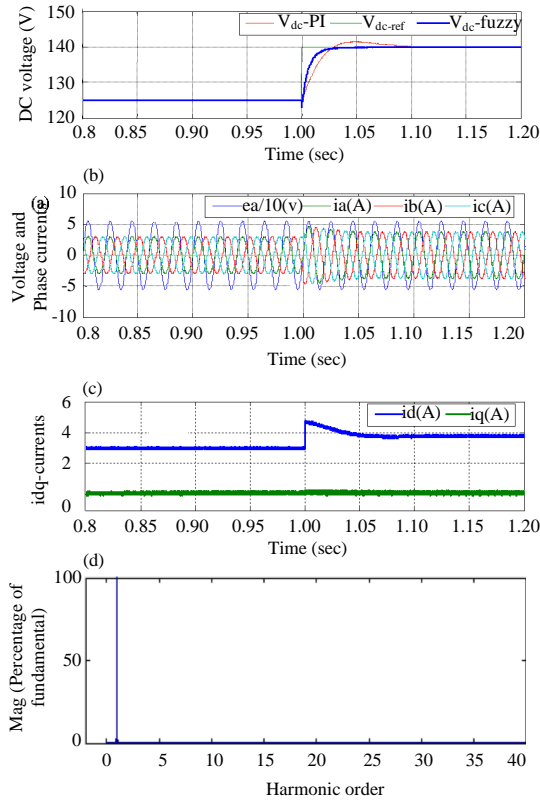 150
V_dc-PI V_dc-ref V_dc-fuzzy
140
130
120
DC voltage (V)
0.8 0.85 0.90 0.95 1.00 1.05 1.10 1.15 1.20
Time (sec)
(b)
(a)
10
ea/10(v) ia(A) ib(A) ic(A)
5
0
-5
-10
Voltage and
Phase currents
0.8 0.85 0.90 0.95 1.00 1.05 1.10 1.15 1.20
Time (sec)
(c)
6
id(A) iq(A)
4
2
0
idq-currents
0.8 0.85 0.90 0.95 1.00 1.05 1.10 1.15 1.20
Time (sec)
(d)
100
50
0
Mag (Percentage of
fundamental)
0 5 10 15 20 25 30 35 40
Harmonic order